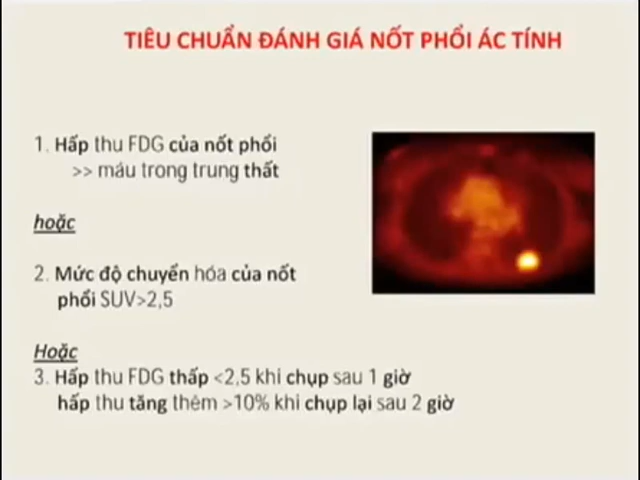 TIÊU CHUẨN ĐÁNH GIÁ NỐT PHỔI ÁC TÍNH
1. Hấp thu FDG của nốt phổi
>> máu trong trung thất
hoặc
2. Mức độ chuyển hóa của nốt
phổi SUV>2,5
Hoặc
3. Hấp thu FDG thấp <2,5 khi chụp sau 1 giờ
hấp thu tăng thêm >10% khi chụp lại sau 2 giờ